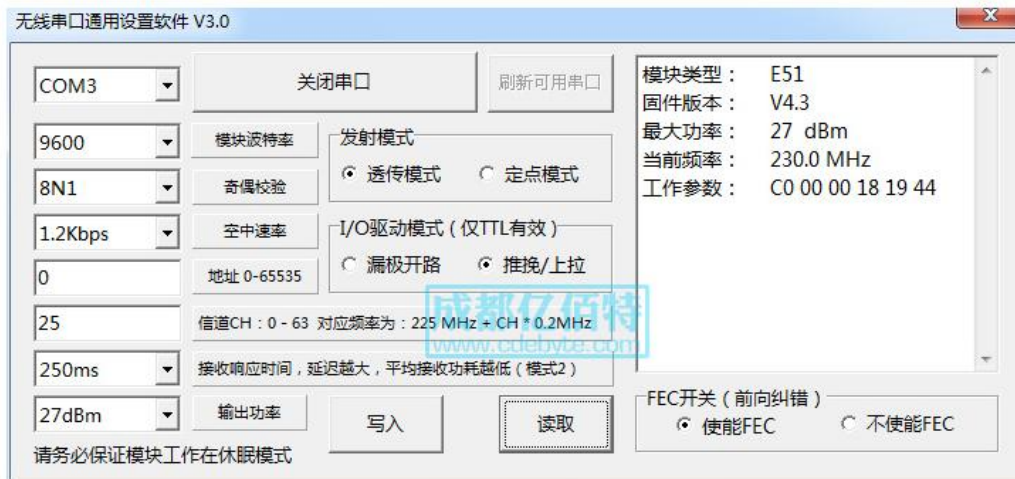 无线串口通用设置软件 V3.0
COM3
关闭串口
刷新可用串口
9600
模块波特率
8N1
奇偶校验
1.2Kbps
空中速率
0
地址 0-65535
25
信道CH：0 - 63 对应频率为：225 MHz + CH * 0.2MHz
250ms
接收响应时间，延迟越大，平均接收功耗越低（模式2）
27dBm
输出功率
写入
读取
请务必保证模块工作在休眠模式
发射模式
透传模式
定点模式
I/O驱动模式（仅TTL有效）
漏极开路
推挽/上拉
模块类型： E51
固件版本： V4.3
最大功率： 27 dBm
当前频率： 230.0 MHz
工作参数： C0 00 00 18 19 44
FEC开关（前向纠错）
使能FEC
不使能FEC
成都亿佰特
www.cdebyte.com